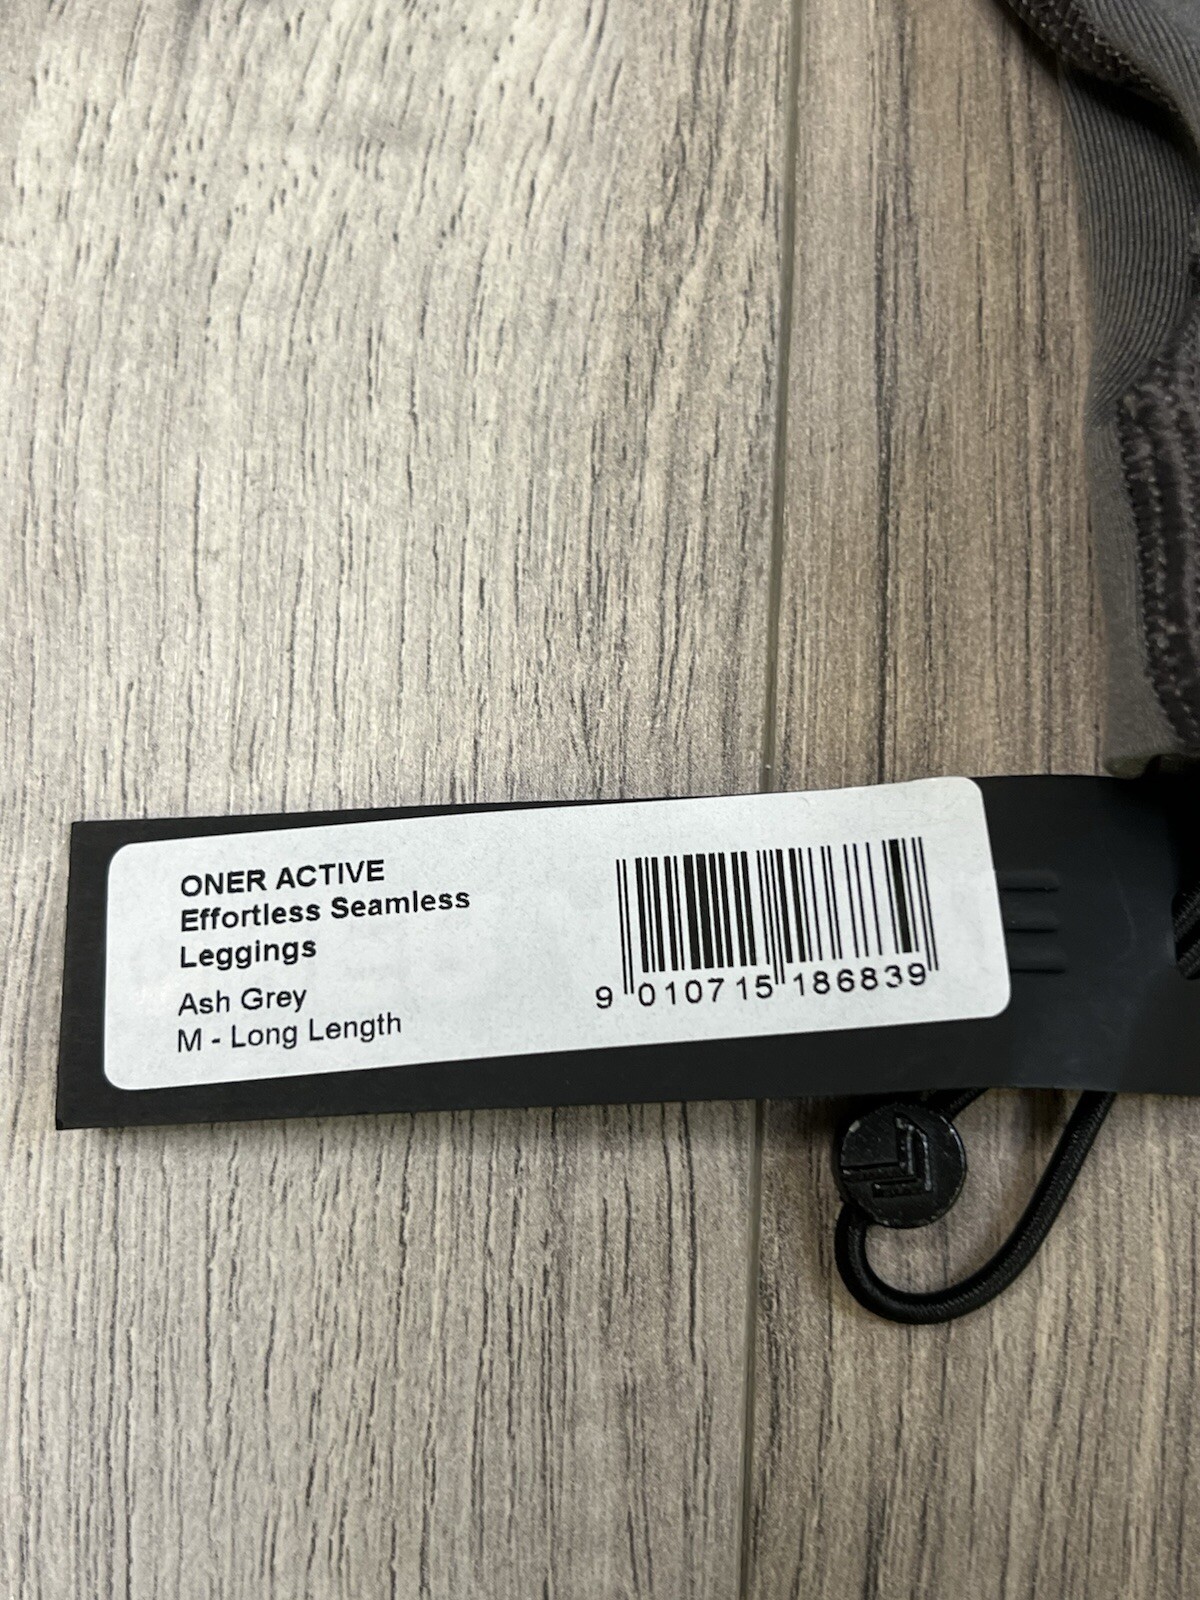 ONER ACTIVE
Effortless Seamless
Leggings
Ash Grey
M - Long Length
9 010715 186839